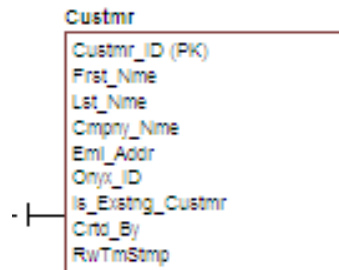 Custmr
Custmr_ID (PK)
Frst_Nme
Lst_Nme
Cmpny_Nme
Eml_Addr
Onyx_ID
Is_Exstng_Custmr
Crtd_By
RwTmStmp